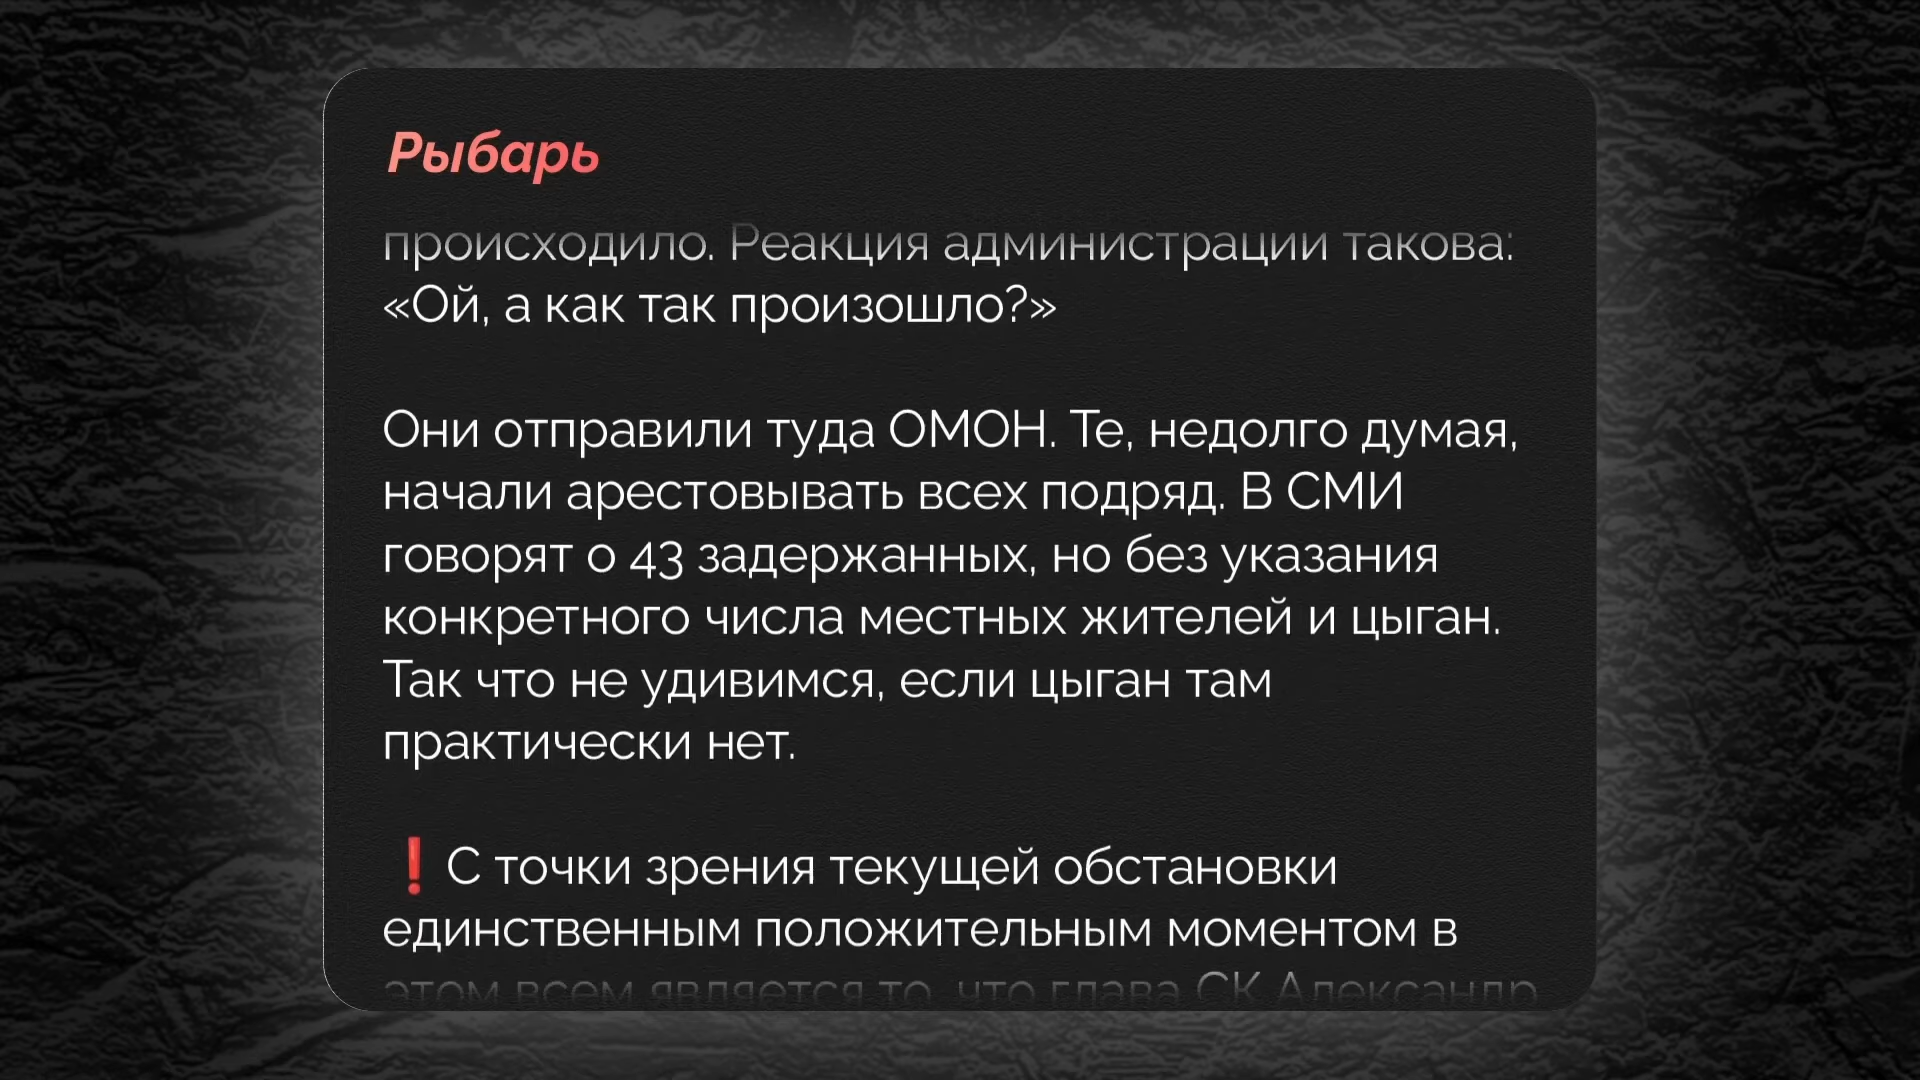 Рыбарь
происходило. Реакция администрации такова:
«Ой, а как так произошло?»
Они отправили туда ОМОН. Те, недолго думая,
начали арестовывать всех подряд. В СМИ
говорят о 43 задержанных, но без указания
конкретного числа местных жителей и цыган.
Так что не удивимся, если цыган там
практически нет.
❗ С точки зрения текущей обстановки
единственным положительным моментом в
этом всем является то, что глава СК Александр